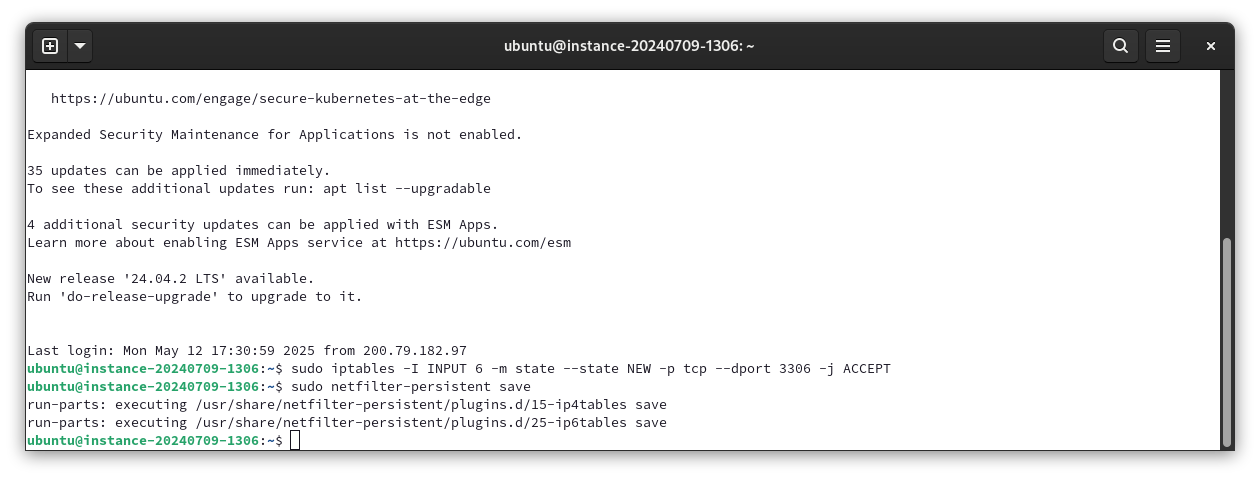 ubuntu@instance-20240709-1306: ~
https://ubuntu.com/engage/secure-kubernetes-at-the-edge
Expanded Security Maintenance for Applications is not enabled.
35 updates can be applied immediately.
To see these additional updates run: apt list --upgradable
4 additional security updates can be applied with ESM Apps.
Learn more about enabling ESM Apps service at https://ubuntu.com/esm
New release '24.04.2 LTS' available.
Run 'do-release-upgrade' to upgrade to it.
Last login: Mon May 12 17:30:59 2025 from 200.79.182.97
ubuntu@instance-20240709-1306:~$ sudo iptables -I INPUT 6 -m state --state NEW -p tcp --dport 3306 -j ACCEPT
ubuntu@instance-20240709-1306:~$ sudo netfilter-persistent save
run-parts: executing /usr/share/netfilter-persistent/plugins.d/15-ip4tables save
run-parts: executing /usr/share/netfilter-persistent/plugins.d/25-ip6tables save
ubuntu@instance-20240709-1306:~$